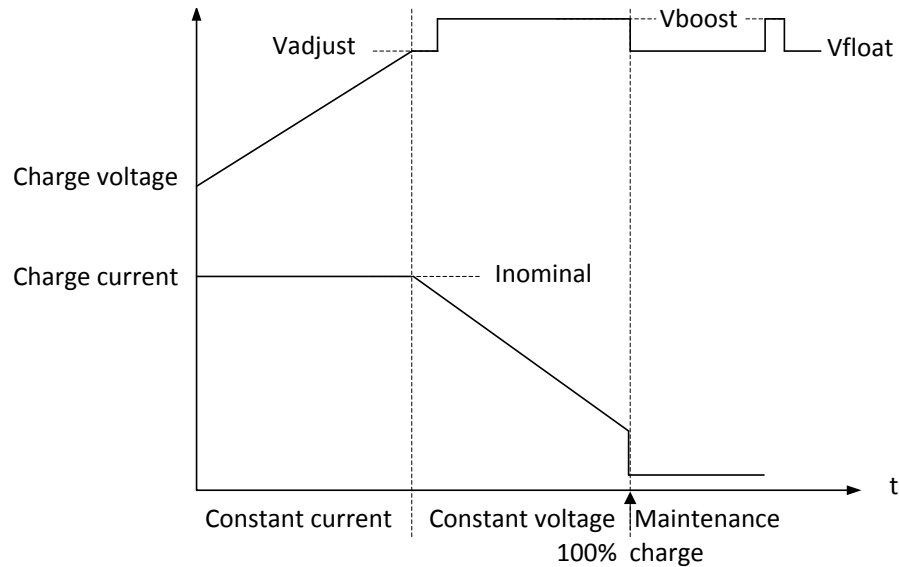 Vboost
Vadjust
Vfloat
Charge voltage
Charge current
Inominal
t
Constant current
Constant voltage
Maintenance
100% charge